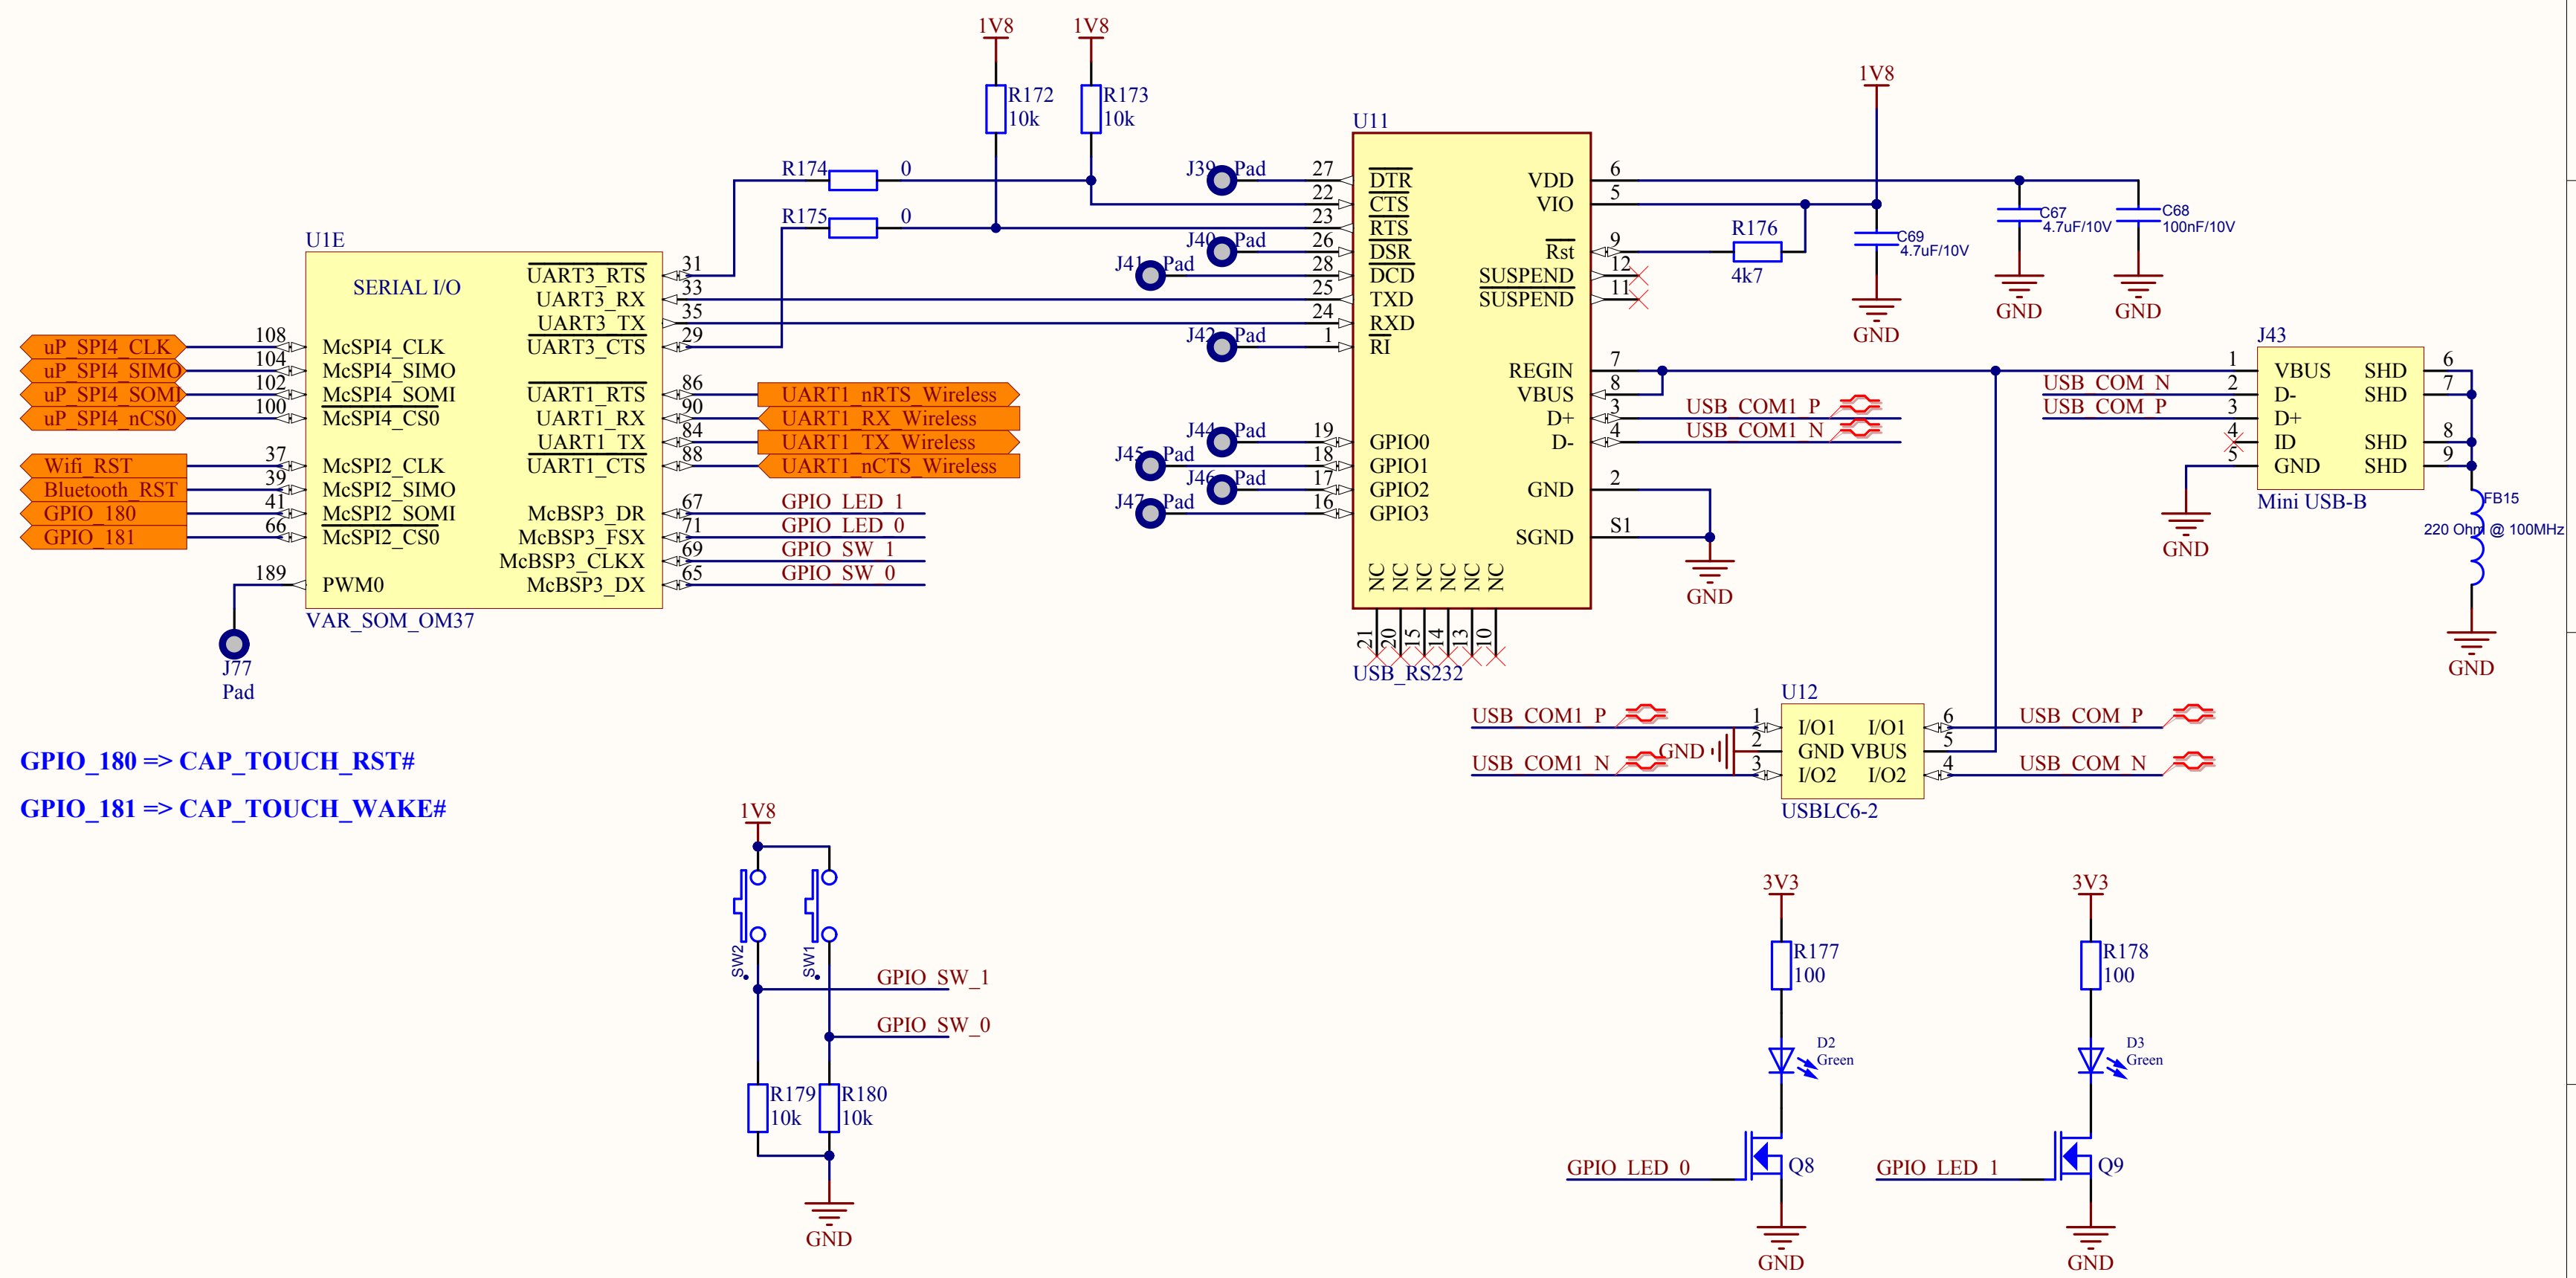 1V8
1V8
R172
10k
R173
10k
R174
0
R175
0
U1E
SERIAL I/O
UART3_RTS
31
UART3_RX
33
UART3_TX
35
UART3_CTS
29
uP_SPI4_CLK
108
McSPI4_CLK
uP_SPI4_SIMO
104
McSPI4_SIMO
uP_SPI4_SOMI
102
McSPI4_SOMI
uP_SPI4_nCS0
100
McSPI4_CS0
UART1_RTS
86
UART1_nRTS_Wireless
UART1_RX
90
UART1_RX_Wireless
UART1_TX
84
UART1_TX_Wireless
UART1_CTS
88
UART1_nCTS_Wireless
Wifi_RST
37
McSPI2_CLK
Bluetooth_RST
39
McSPI2_SIMO
GPIO_180
41
McSPI2_SOMI
GPIO_181
66
McSPI2_CS0
McBSP3_DR
67
GPIO_LED_1
McBSP3_FSX
71
GPIO_LED_0
McBSP3_CLKX
69
GPIO_SW_1
McBSP3_DX
65
GPIO_SW_0
189
PWM0
VAR_SOM_OM37
J77
Pad
U11
J39
Pad
27
DTR
22
CTS
23
RTS
J40
Pad
26
DSR
J41
Pad
28
DCD
25
TXD
24
RXD
J42
Pad
1
RI
J44
Pad
19
GPIO0
J45
Pad
18
GPIO1
J46
Pad
17
GPIO2
J47
Pad
16
GPIO3
VDD
6
VIO
5
Rst
9
SUSPEND
12
SUSPEND
11
REGIN
7
VBUS
8
D+
3
USB_COM1_P
D-
4
USB_COM1_N
GND
2
SGND
S1
GND
NC
NC
NC
NC
NC
NC
21
20
15
14
13
10
USB_RS232
1V8
R176
4k7
C69
4.7uF/10V
GND
C67
4.7uF/10V
GND
C68
100nF/10V
GND
J43
1
VBUS
SHD
6
USB_COM_N
2
D-
SHD
7
USB_COM_P
3
D+
4
ID
SHD
8
5
GND
SHD
9
Mini USB-B
GND
FB15
220 Ohm @ 100MHz
GND
U12
USB_COM1_P
1
I/O1
I/O1
6
USB_COM_P
GND
2
GND
VBUS
5
USB_COM1_N
3
I/O2
I/O2
4
USB_COM_N
USBLC6-2
GPIO_180 => CAP_TOUCH_RST#
GPIO_181 => CAP_TOUCH_WAKE#
1V8
SW2
SW1
GPIO_SW_1
GPIO_SW_0
R179
10k
R180
10k
GND
3V3
R177
100
D2
Green
GPIO_LED_0
Q8
GND
3V3
R178
100
D3
Green
GPIO_LED_1
Q9
GND